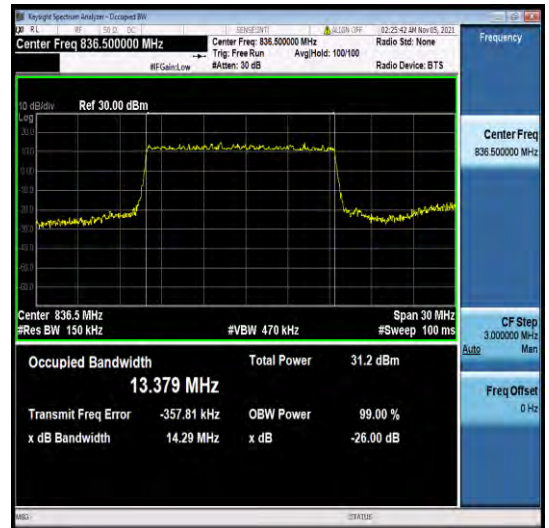 Keysight Spectrum Analyzer - Occupied BW
RL RF 50 Ω DC SENSE:INT ALIGN OFF 02:25:42 AM Nov 05, 2021
Center Freq 836.500000 MHz
Center Freq: 836.500000 MHz
Radio Std: None
Trig: Free Run Avg|Hold: 100/100
#IFGain:Low #Atten: 30 dB Radio Device: BTS
10 dB/div Ref 30.00 dBm
Log
Center 836.5 MHz Span 30 MHz
#Res BW 150 kHz #VBW 470 kHz #Sweep 100 ms
Occupied Bandwidth Total Power 31.2 dBm
13.379 MHz
Transmit Freq Error -357.81 kHz OBW Power 99.00 %
x dB Bandwidth 14.29 MHz x dB -26.00 dB
MSG STATUS
Frequency
Center Freq
836.500000 MHz
CF Step
3.000000 MHz
Auto Man
Freq Offset
0 Hz